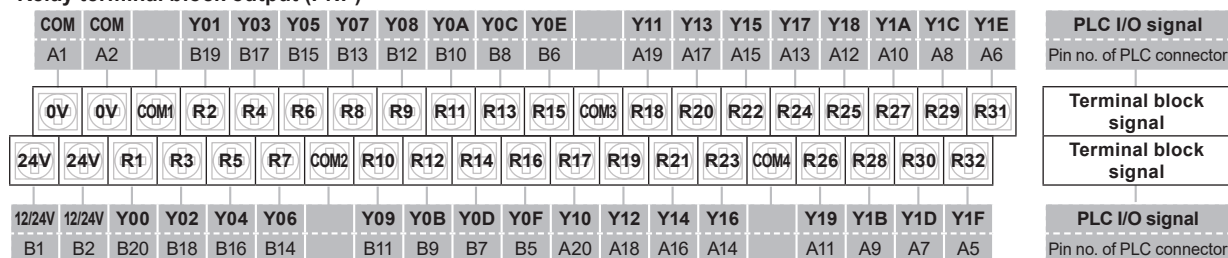 COM COM Y01 Y03 Y05 Y07 Y08 Y0A Y0C Y0E Y11 Y13 Y15 Y17 Y18 Y1A Y1C Y1E PLC I/O signal
A1 A2 B19 B17 B15 B13 B12 B10 B8 B6 A19 A17 A15 A13 A12 A10 A8 A6 Pin no. of PLC connector
0V 0V COM1 R2 R4 R6 R8 R9 R11 R13 R15 COM3 R18 R20 R22 R24 R25 R27 R29 R31 Terminal block signal
24V 24V R1 R3 R5 R7 COM2 R10 R12 R14 R16 R17 R19 R21 R23 COM4 R26 R28 R30 R32 Terminal block signal
12/24V 12/24V Y00 Y02 Y04 Y06 Y09 Y0B Y0D Y0F Y10 Y12 Y14 Y16 Y19 Y1B Y1D Y1F PLC I/O signal
B1 B2 B20 B18 B16 B14 B11 B9 B7 B5 A20 A18 A16 A14 A11 A9 A7 A5 Pin no. of PLC connector